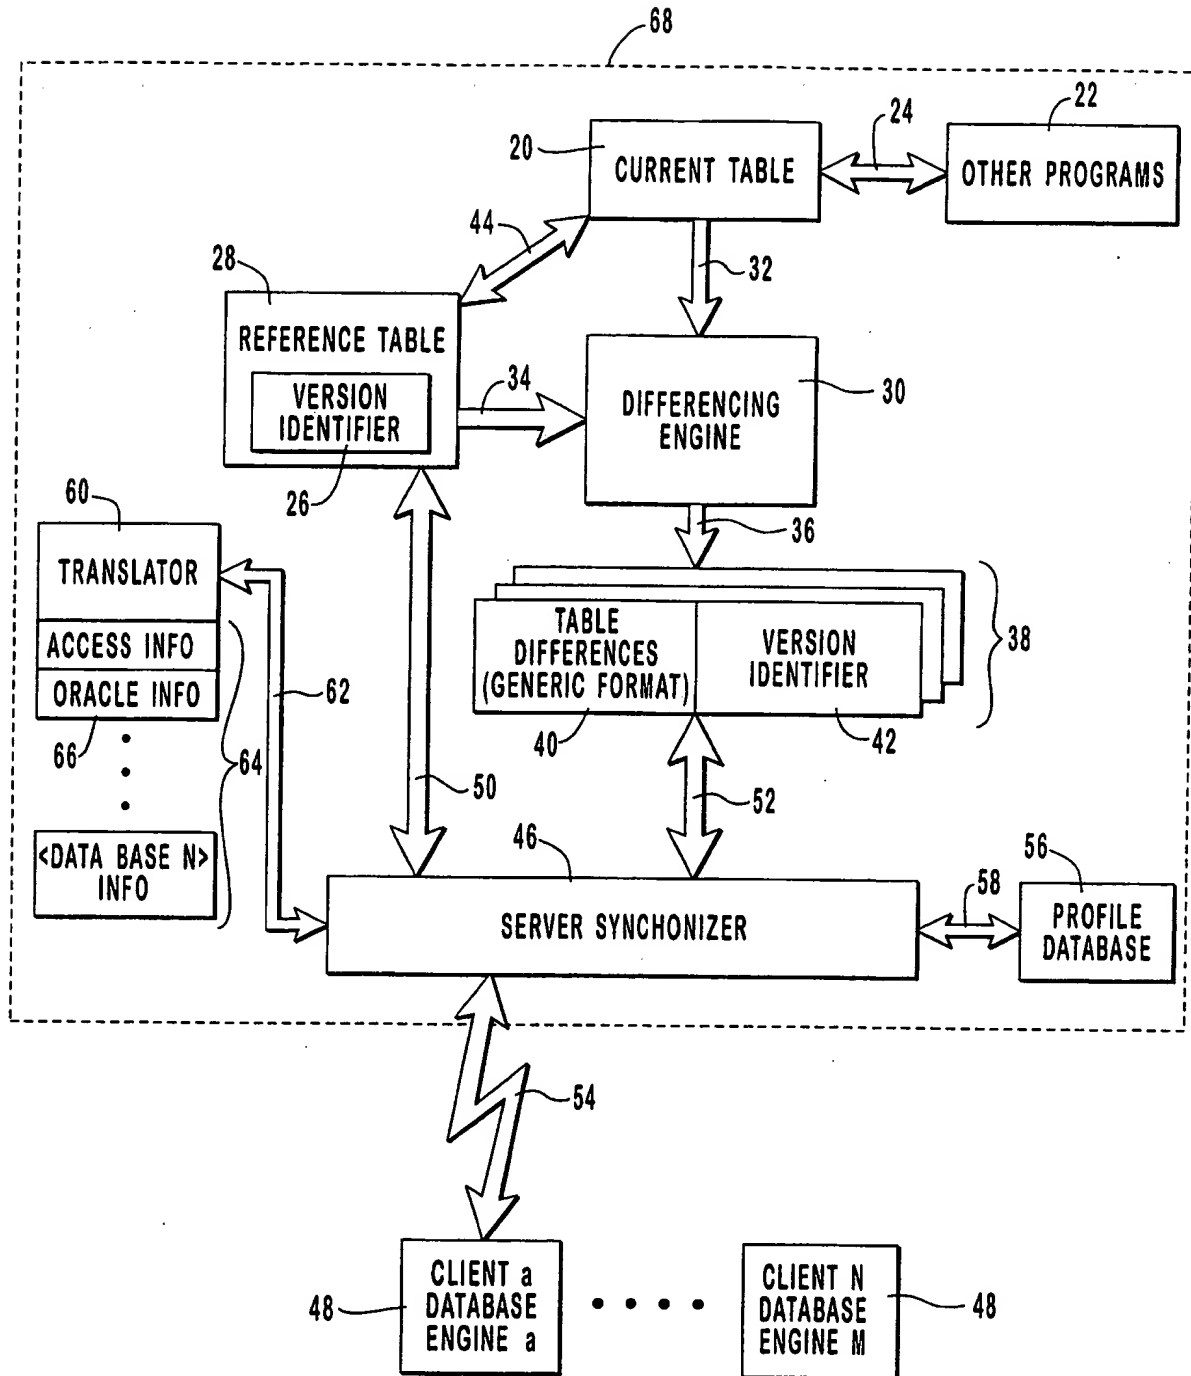 68
20
CURRENT TABLE
24
22
OTHER PROGRAMS
44
32
28
REFERENCE TABLE
VERSION
IDENTIFIER
26
34
DIFFERENCING
ENGINE
30
36
60
TRANSLATOR
ACCESS INFO
ORACLE INFO
66
64
62
<DATA BASE N>
INFO
TABLE
DIFFERENCES
(GENERIC FORMAT)
VERSION
IDENTIFIER
38
40
42
50
52
46
SERVER SYNCHONIZER
58
56
PROFILE
DATABASE
54
48
CLIENT a
DATABASE
ENGINE a
CLIENT N
DATABASE
ENGINE M
48